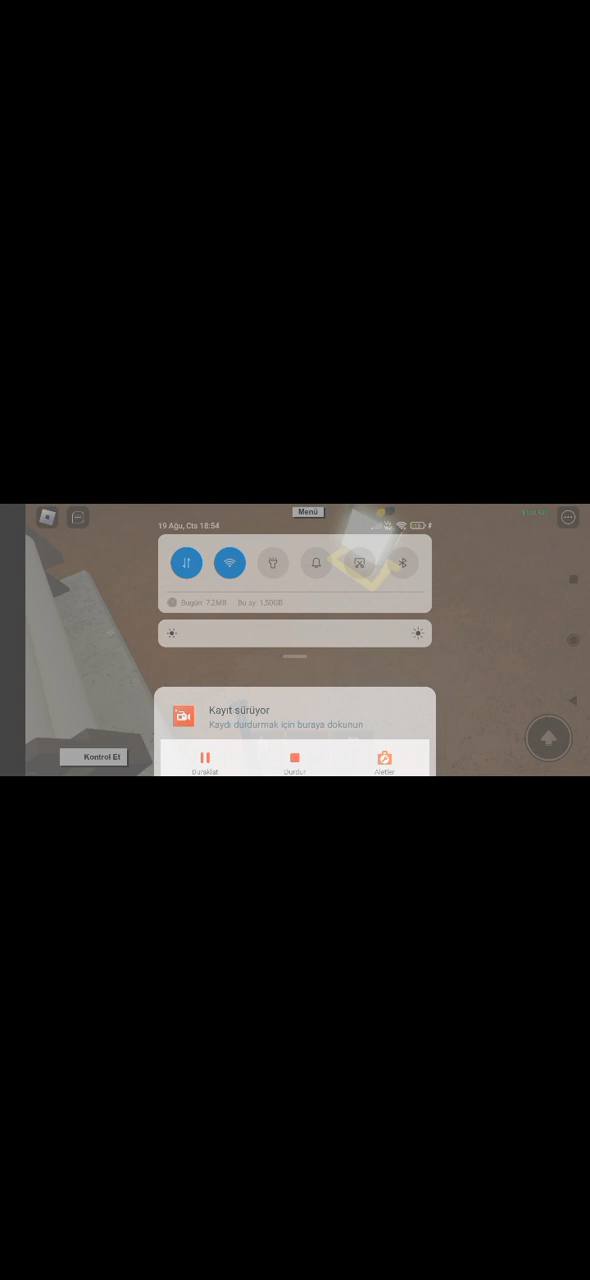 Menü
19 Ağu, Cts 18:54
Bugün: 7,2MB Bu ay: 1,50GB
Kayıt sürüyor
Kaydı durdurmak için buraya dokunun
Kontrol Et
Duraklat Durdur Aletler